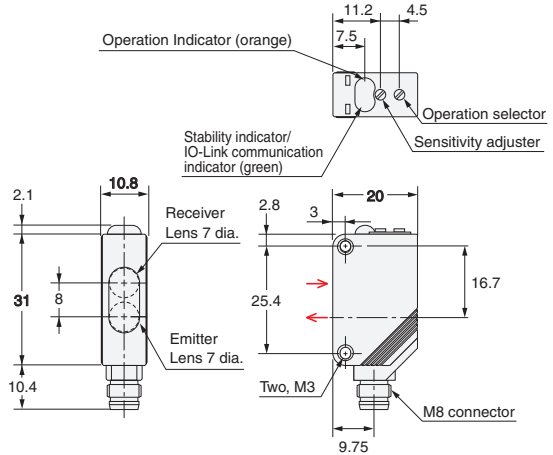 11.2
4.5
7.5
Operation Indicator (orange)
Operation selector
Sensitivity adjuster
Stability indicator/
IO-Link communication
indicator (green)
10.8
2.1
Receiver
Lens 7 dia.
31
8
Emitter
Lens 7 dia.
10.4
20
2.8
3
25.4
16.7
Two, M3
M8 connector
9.75